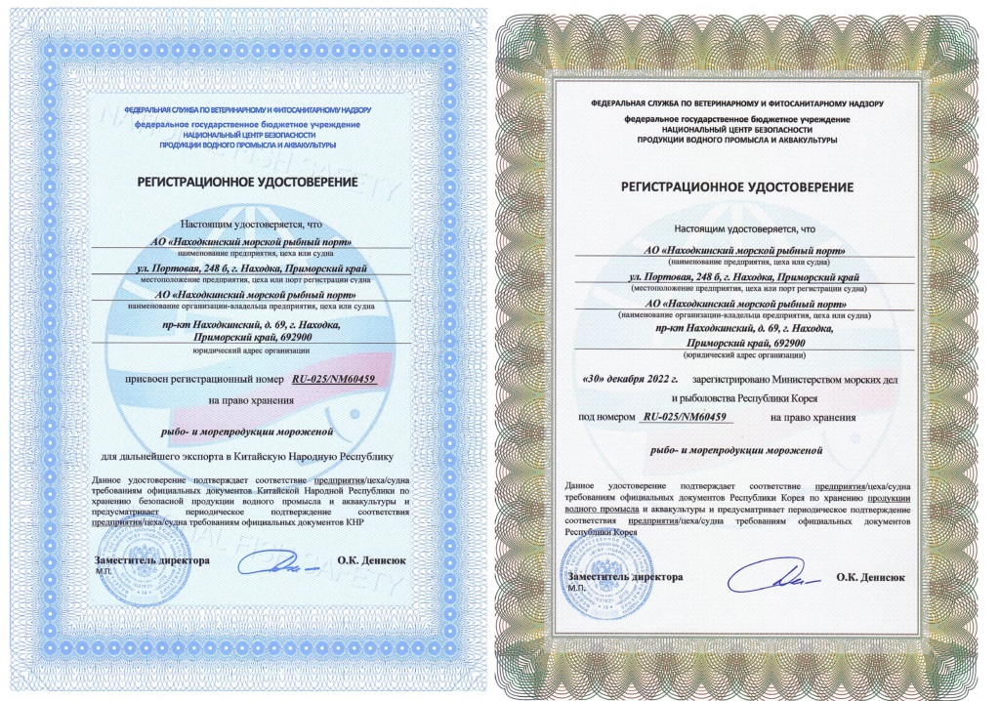 ФЕДЕРАЛЬНАЯ СЛУЖБА ПО ВЕТЕРИНАРНОМУ И ФИТОСАНИТАРНОМУ НАДЗОРУ
федеральное государственное бюджетное учреждение
НАЦИОНАЛЬНЫЙ ЦЕНТР БЕЗОПАСНОСТИ
ПРОДУКЦИИ ВОДНОГО ПРОМЫСЛА И АКВАКУЛЬТУРЫ
РЕГИСТРАЦИОННОЕ УДОСТОВЕРЕНИЕ
Настоящим удостоверяется, что
АО «Находкинский морской рыбный порт»
наименование предприятия, цеха или судна
ул. Портовая, 248 б, г. Находка, Приморский край
местоположение предприятия, цеха или порт регистрации судна
АО «Находкинский морской рыбный порт»
наименование организации-владельца предприятия, цеха или судна
пр-кт Находкинский, д. 69, г. Находка,
Приморский край, 692900
юридический адрес организации
присвоен регистрационный номер RU-025/NM60459
на право хранения
рыбо- и морепродукции мороженой
для дальнейшего экспорта в Китайскую Народную Республику
Данное удостоверение подтверждает соответствие предприятия/цеха/судна
требованиям официальных документов Китайской Народной Республики по
хранению безопасной продукции водного промысла и аквакультуры и
предусматривает периодическое подтверждение соответствия
предприятия/цеха/судна требованиям официальных документов КНР
Заместитель директора О.К. Денисюк
М.П.
ФЕДЕРАЛЬНАЯ СЛУЖБА ПО ВЕТЕРИНАРНОМУ И ФИТОСАНИТАРНОМУ НАДЗОРУ
федеральное государственное бюджетное учреждение
НАЦИОНАЛЬНЫЙ ЦЕНТР БЕЗОПАСНОСТИ
ПРОДУКЦИИ ВОДНОГО ПРОМЫСЛА И АКВАКУЛЬТУРЫ
РЕГИСТРАЦИОННОЕ УДОСТОВЕРЕНИЕ
Настоящим удостоверяется, что
АО «Находкинский морской рыбный порт»
(наименование предприятия, цеха или судна)
ул. Портовая, 248 б, г. Находка, Приморский край
(местоположение предприятия, цеха или порт регистрации судна)
АО «Находкинский морской рыбный порт»
(наименование организации-владельца предприятия, цеха или судна)
пр-кт Находкинский, д. 69, г. Находка,
Приморский край, 692900
(юридический адрес организации)
«30» декабря 2022 г. зарегистрировано Министерством морских дел
и рыболовства Республики Корея
под номером RU-025/NM60459 на право хранения
рыбо- и морепродукции мороженой
Данное удостоверение подтверждает соответствие предприятия/цеха/судна
требованиям официальных документов Республики Корея по хранению продукции
водного промысла и аквакультуры и предусматривает периодическое подтверждение
соответствия предприятия/цеха/судна требованиям официальных документов
Республики Корея
Заместитель директора О.К. Денисюк
М.П.